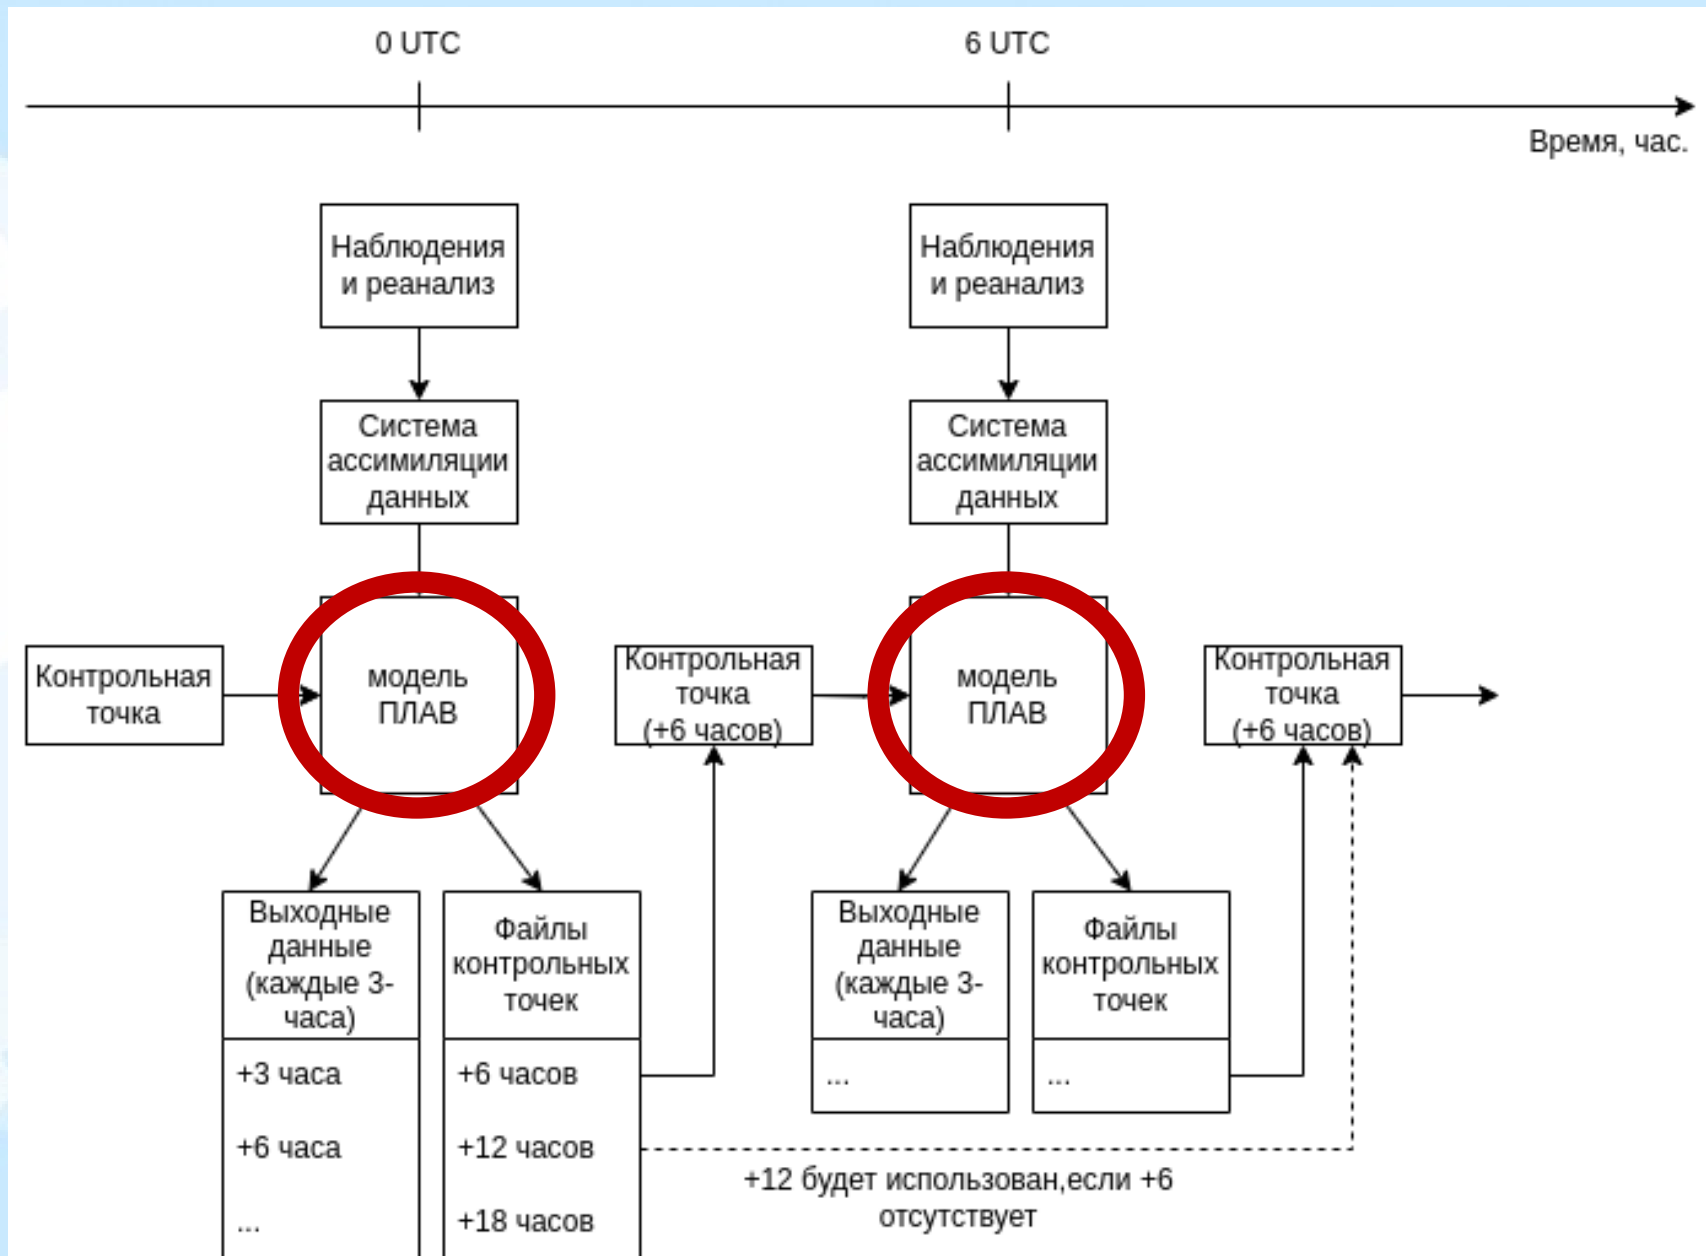 0 UTC
6 UTC
Время, час.
Наблюдения
и реанализ
Наблюдения
и реанализ
Система
ассимиляции
данных
Система
ассимиляции
данных
Контрольная
точка
модель
ПЛАВ
Контрольная
точка
(+6 часов)
модель
ПЛАВ
Контрольная
точка
(+6 часов)
Выходные
данные
(каждые 3-
часа)
Файлы
контрольных
точек
Выходные
данные
(каждые 3-
часа)
Файлы
контрольных
точек
+3 часа
+6 часов
...
...
+6 часа
+12 часов
+12 будет использован,если +6
отсутствует
...
+18 часов